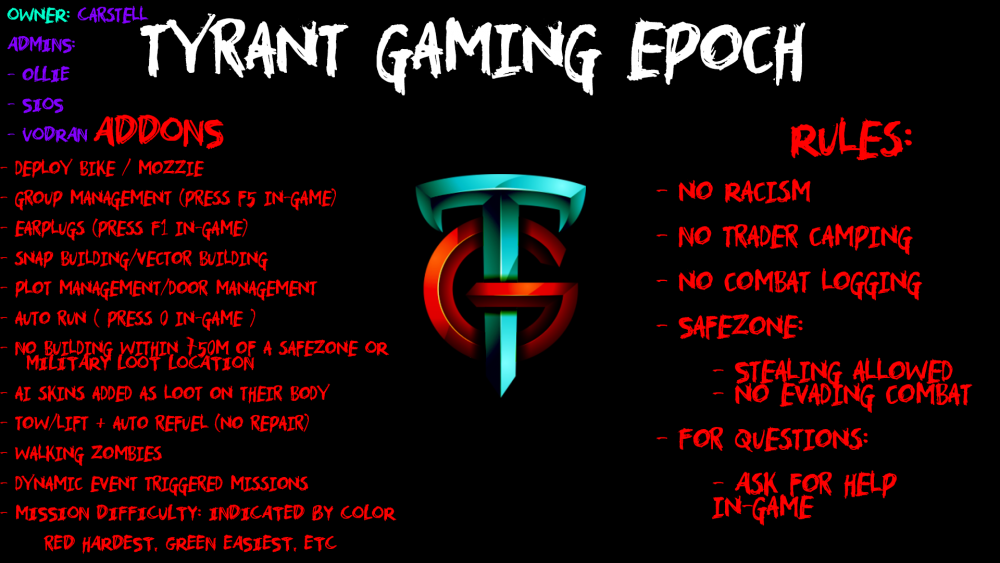 OWNER: CARSTELL
ADMINS:
- OLLIE
- SIOS
- VODRAN
TYRANT GAMING EPOCH
ADDONS
- DEPLOY BIKE / MOZZIE
- GROUP MANAGEMENT (PRESS F5 IN-GAME)
- EARPLUGS (PRESS F1 IN-GAME)
- SNAP BUILDING/VECTOR BUILDING
- PLOT MANAGEMENT/DOOR MANAGEMENT
- AUTO RUN ( PRESS 0 IN-GAME )
- NO BUILDING WITHIN 750M OF A SAFEZONE OR
MILITARY LOOT LOCATION
- AI SKINS ADDED AS LOOT ON THEIR BODY
- TOW/LIFT + AUTO REFUEL (NO REPAIR)
- WALKING ZOMBIES
- DYNAMIC EVENT TRIGGERED MISSIONS
- MISSION DIFFICULTY: INDICATED BY COLOR
RED HARDEST, GREEN EASIEST, ETC
TG
RULES:
- NO RACISM
- NO TRADER CAMPING
- NO COMBAT LOGGING
- SAFEZONE:
- STEALING ALLOWED
- NO EVADING COMBAT
- FOR QUESTIONS:
- ASK FOR HELP
IN-GAME